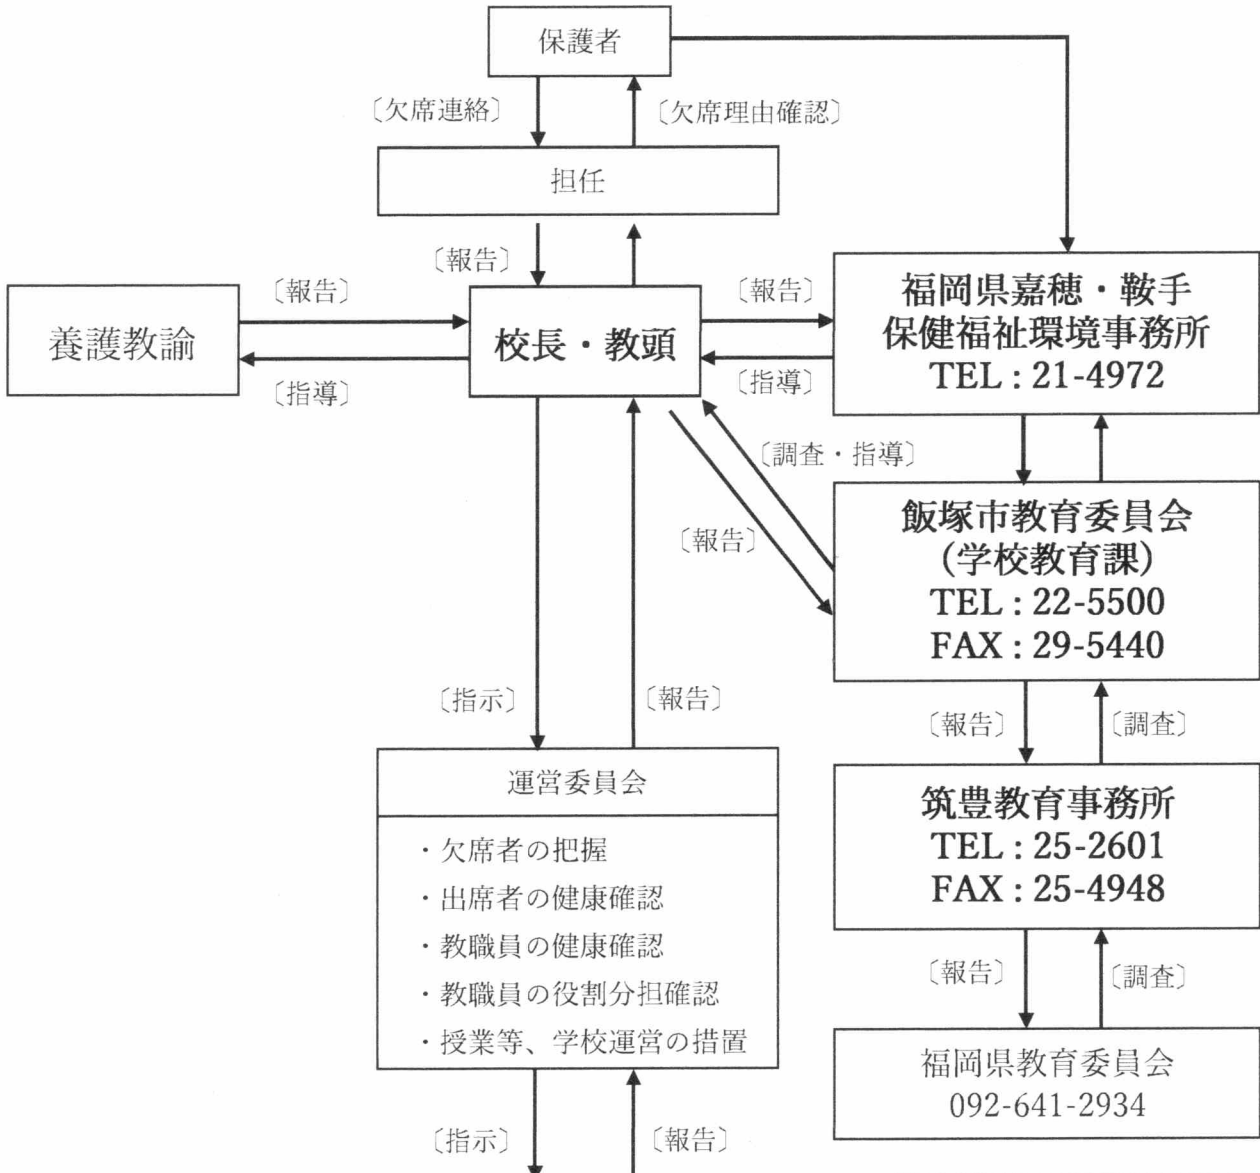 保護者
〔欠席連絡〕
〔欠席理由確認〕
担任
〔報告〕
〔報告〕
養護教諭
校長・教頭
〔報告〕
福岡県嘉穂・鞍手
保健福祉環境事務所
TEL：21-4972
〔指導〕
〔指導〕
〔調査・指導〕
〔報告〕
飯塚市教育委員会
(学校教育課)
TEL：22-5500
FAX：29-5440
〔指示〕
〔報告〕
〔報告〕
〔調査〕
運営委員会
・欠席者の把握
・出席者の健康確認
・教職員の健康確認
・教職員の役割分担確認
・授業等、学校運営の措置
筑豊教育事務所
TEL：25-2601
FAX：25-4948
〔報告〕
〔調査〕
福岡県教育委員会
092-641-2934
〔指示〕
〔報告〕